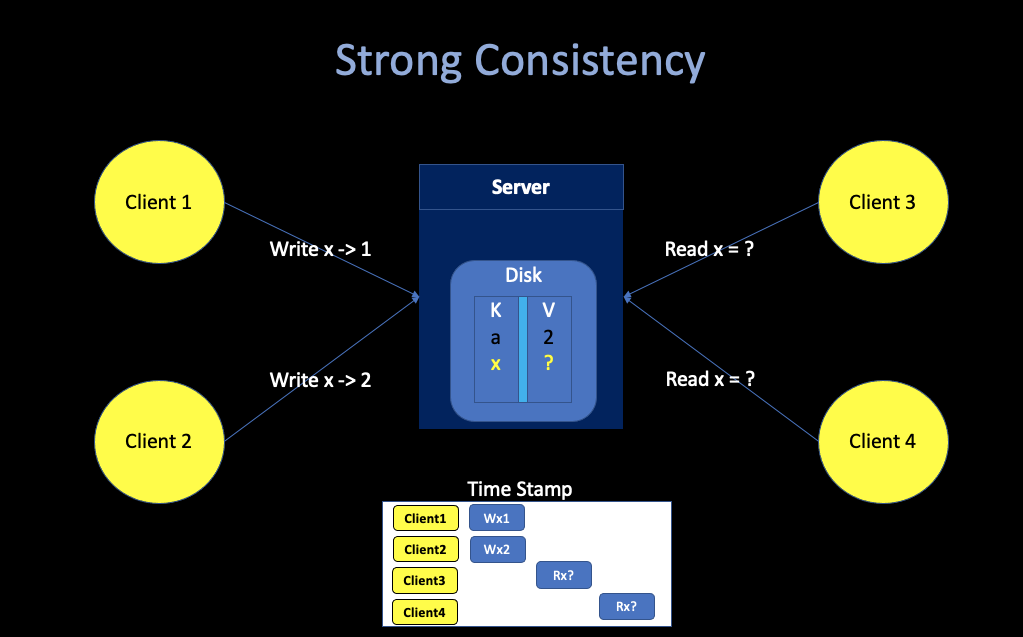 Strong Consistency
Client 1
Client 3
Server
Write x -> 1
Read x = ?
Disk
K V
a 2
x ?
Write x -> 2
Read x = ?
Client 2
Client 4
Time Stamp
Client1 Wx1
Client2 Wx2
Client3 Rx?
Client4 Rx?